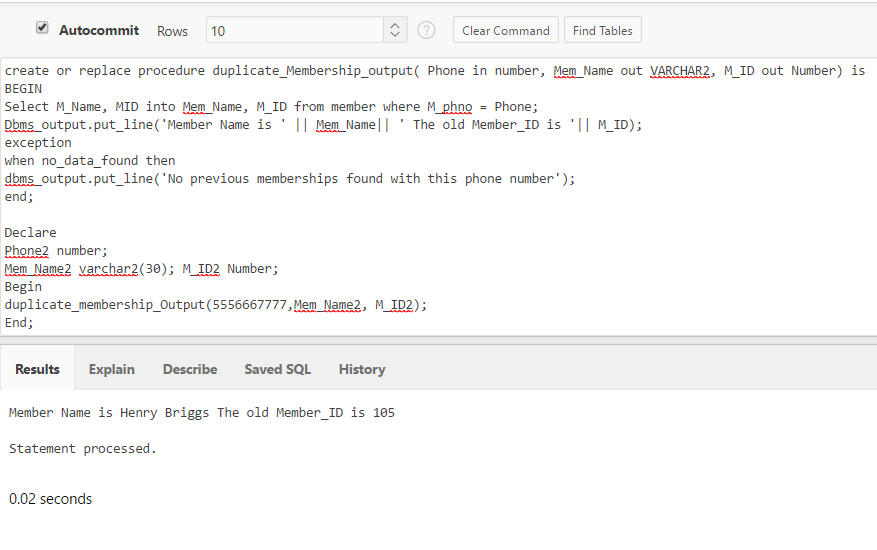 Autocommit Rows 10 ? Clear Command Find Tables
create or replace procedure duplicate_Membership_output( Phone in number, Mem_Name out VARCHAR2, M_ID out Number) is
BEGIN
Select M_Name, MID into Mem_Name, M_ID from member where M_phno = Phone;
Dbms_output.put_line('Member Name is ' || Mem_Name|| ' The old Member_ID is '|| M_ID);
exception
when no_data_found then
dbms_output.put_line('No previous memberships found with this phone number');
end;
Declare
Phone2 number;
Mem_Name2 varchar2(30); M_ID2 Number;
Begin
duplicate_membership_Output(5556667777,Mem_Name2, M_ID2);
End;
Results Explain Describe Saved SQL History
Member Name is Henry Briggs The old Member_ID is 105
Statement processed.
0.02 seconds